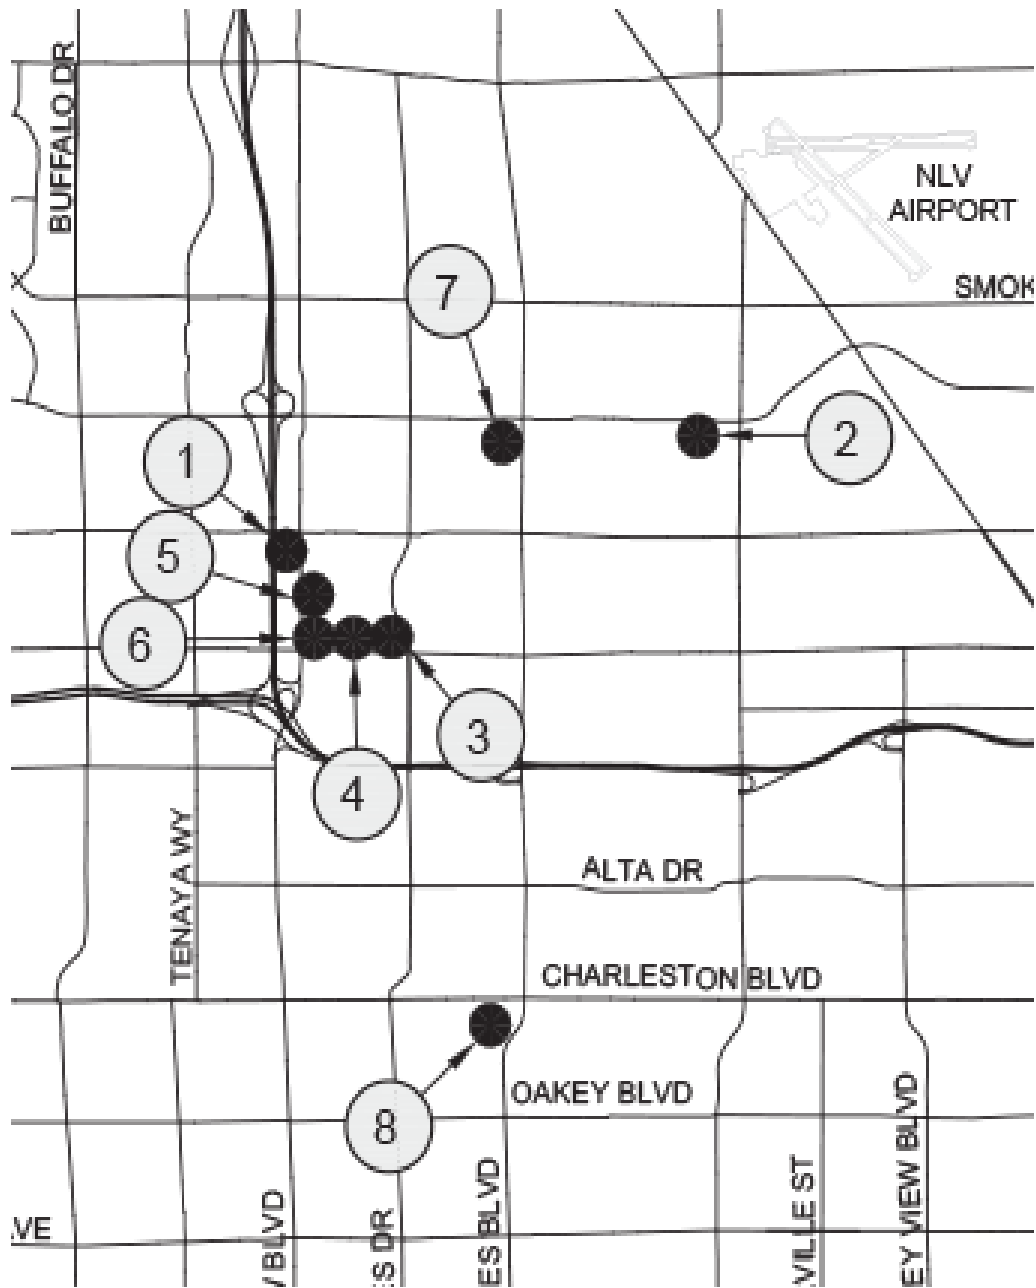 BUFFALO DR
NLV
AIRPORT
SMOK
7
1
2
5
6
3
4
TENAYA WY
ALTA DR
CHARLESTON BLVD
OAKEY BLVD
8
VE
BLVD
ES DR
ES BLVD
VILLE ST
EY VIEW BLVD